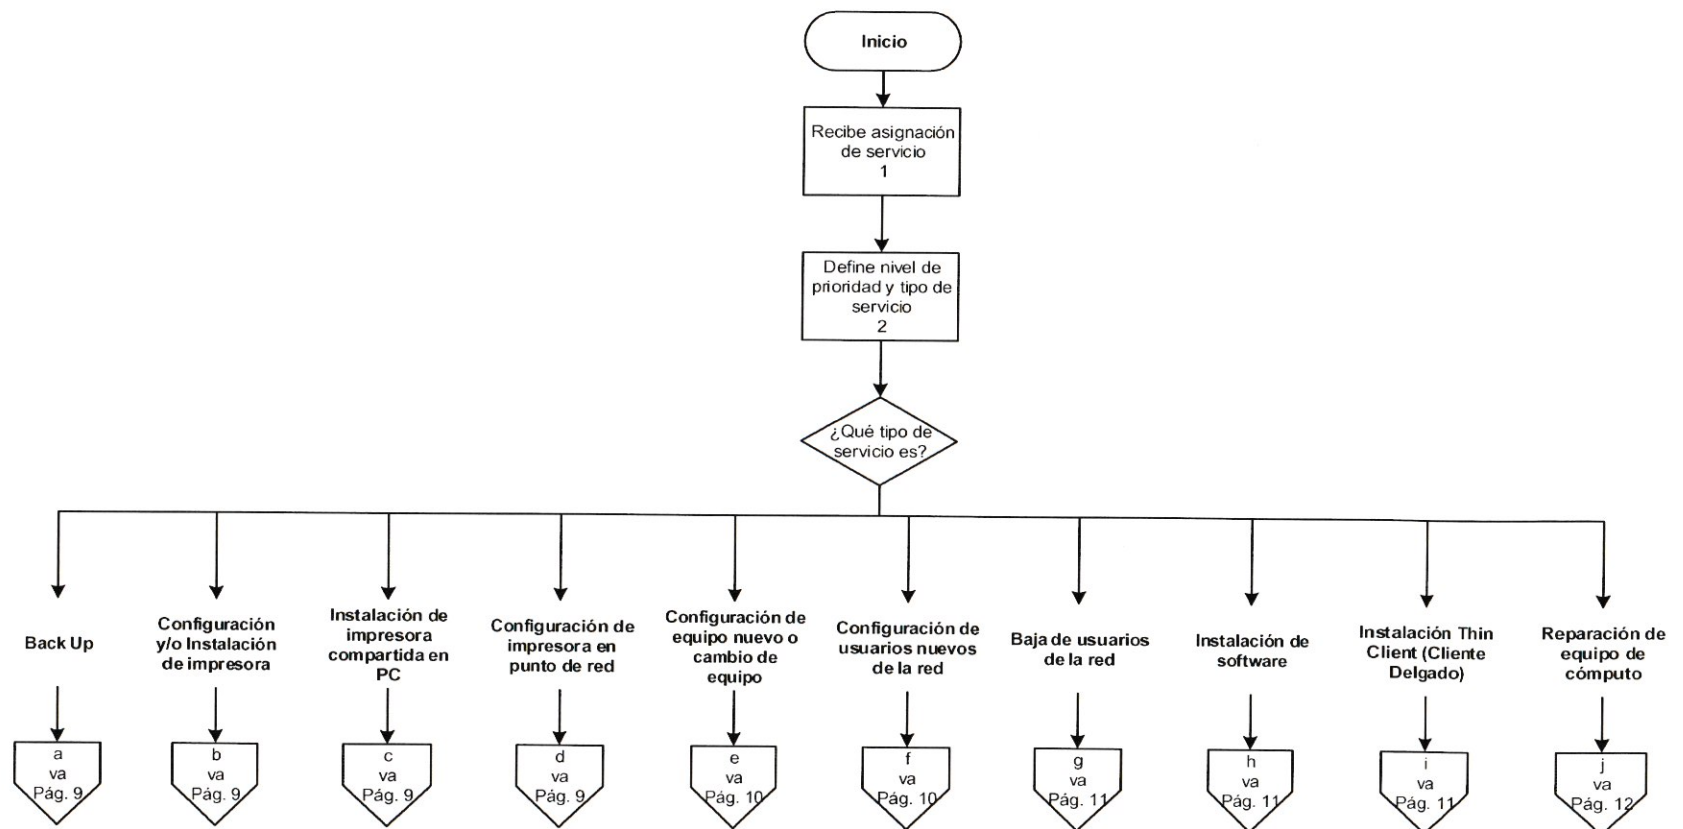 Inicio
Recibe asignación
de servicio
1
Define nivel de
prioridad y tipo de
servicio
2
¿Qué tipo de
servicio es?
Back Up
Configuración
y/o Instalación
de impresora
Instalación de
impresora
compartida en
PC
Configuración de
impresora en
punto de red
Configuración de
equipo nuevo o
cambio de
equipo
Configuración de
usuarios nuevos
de la red
Baja de usuarios
de la red
Instalación de
software
Instalación Thin
Client (Cliente
Delgado)
Reparación de
equipo de
cómputo
a
va
Pág. 9
b
va
Pág. 9
c
va
Pág. 9
d
va
Pág. 9
e
va
Pág. 10
f
va
Pág. 10
g
va
Pág. 11
h
va
Pág. 11
i
va
Pág. 11
j
va
Pág. 12